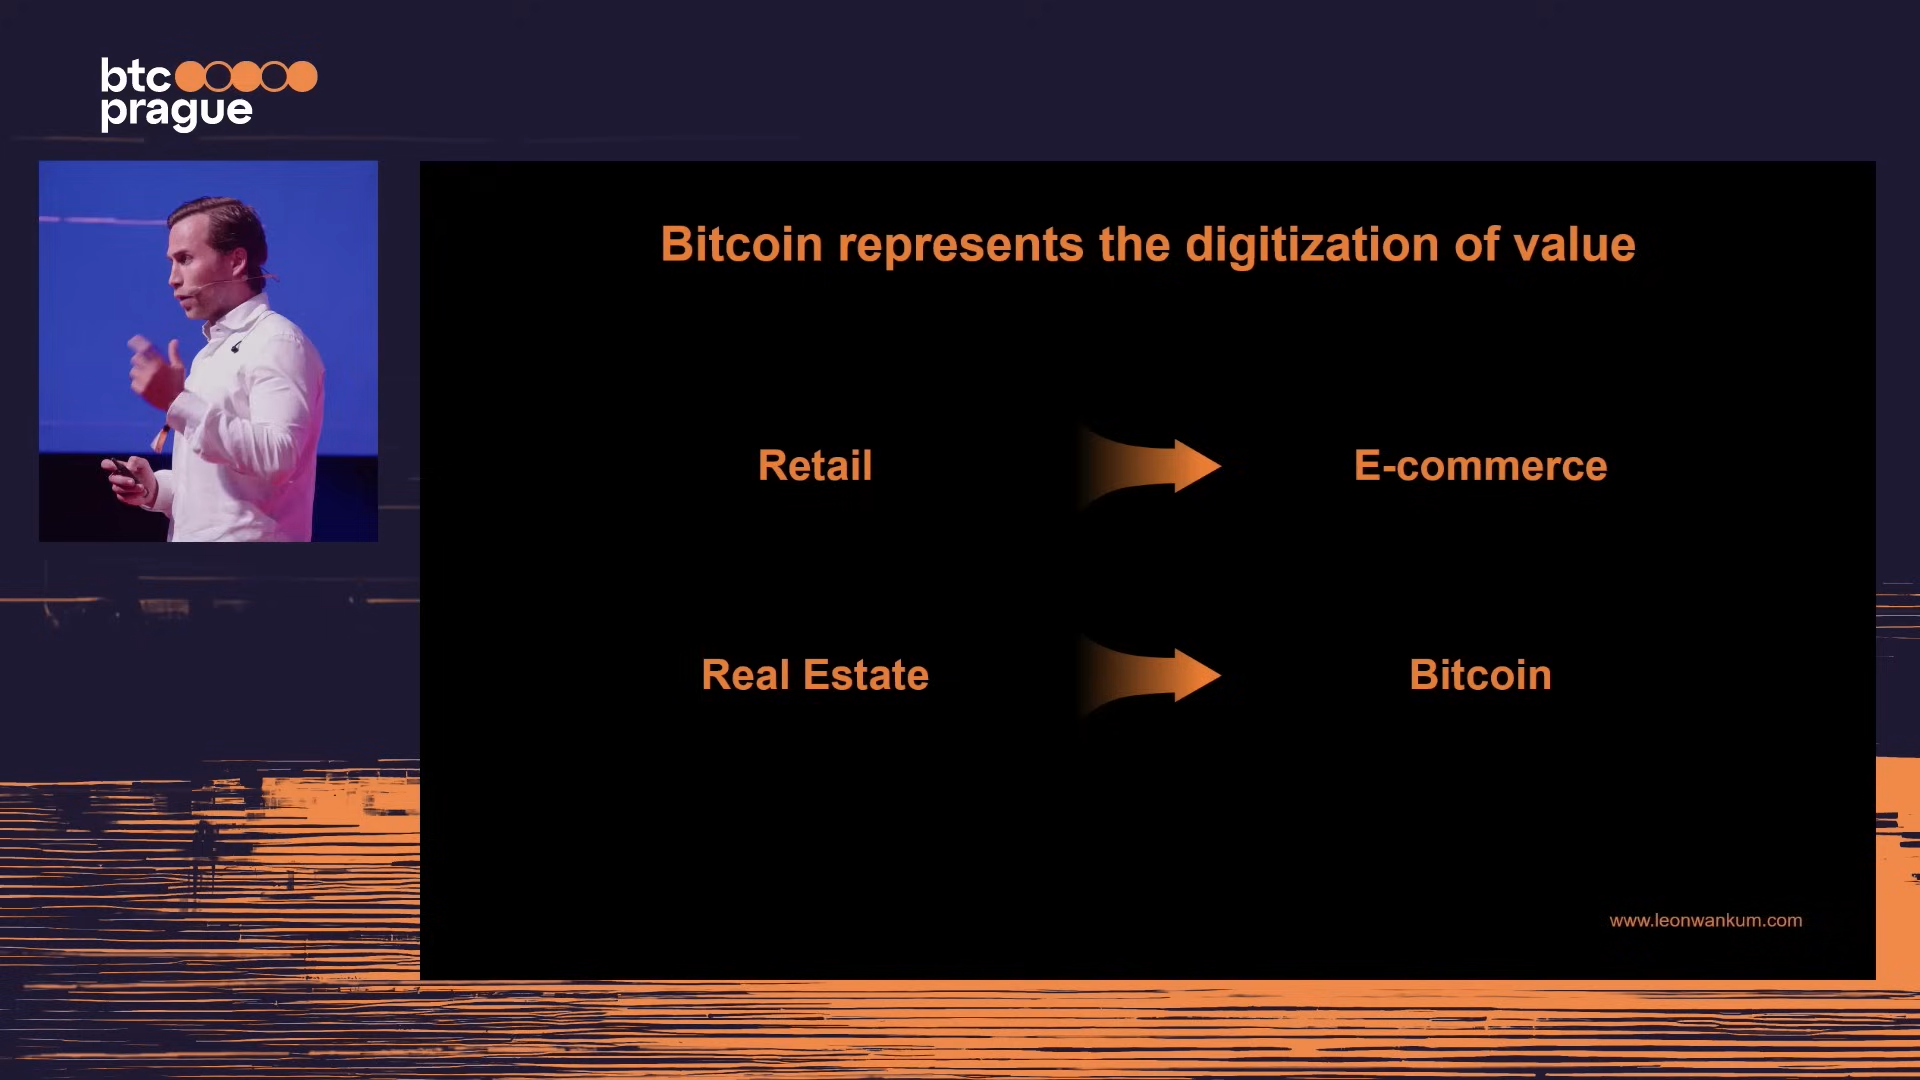 btc
prague
Bitcoin represents the digitization of value
Retail
E-commerce
Real Estate
Bitcoin
www.leonwankum.com